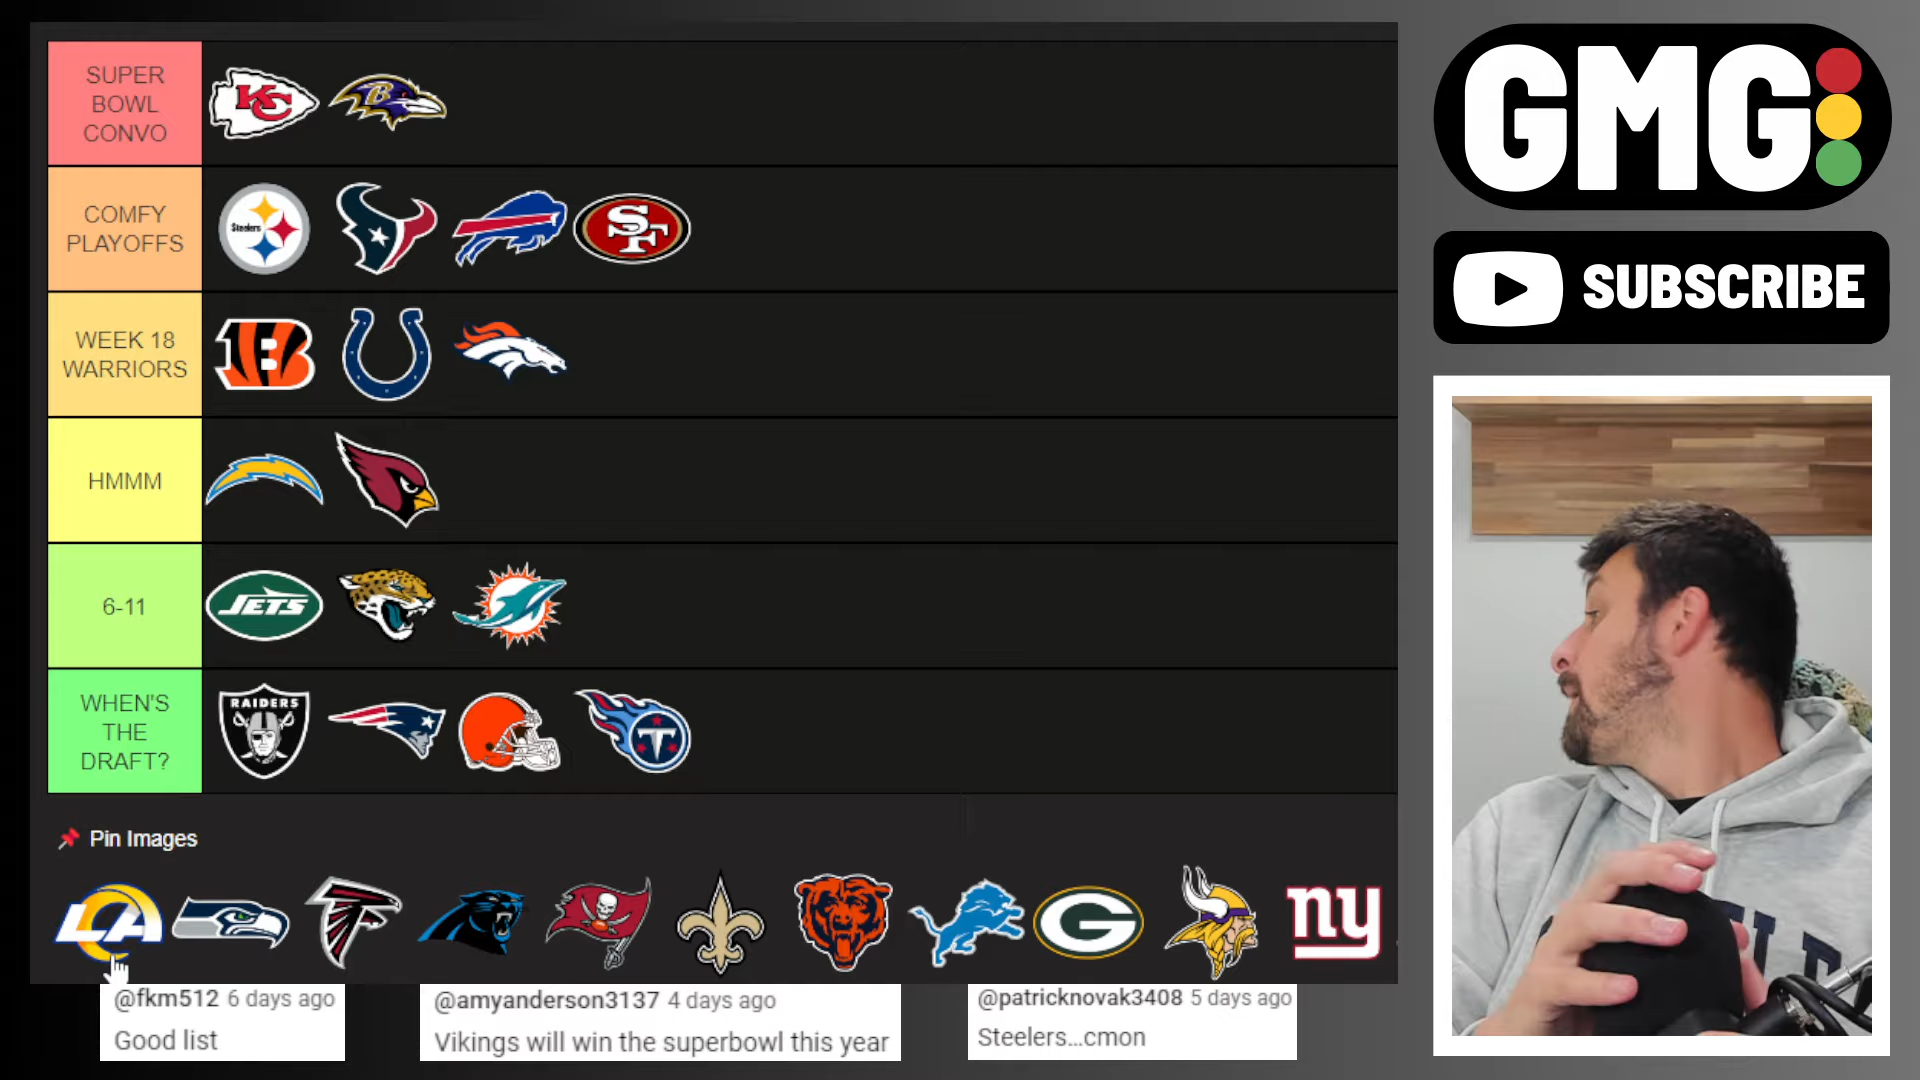 SUPER
BOWL
CONVO
KC
B
COMFY
PLAYOFFS
Steelers
SF
WEEK 18
WARRIORS
B
HMMM
6-11
JETS
WHEN'S
THE
DRAFT?
RAIDERS
T
📌 Pin Images
LA
G
ny
@fkm512 6 days ago
Good list
@amyanderson3137 4 days ago
Vikings will win the superbowl this year
@patricknovak3408 5 days ago
Steelers...cmon
GMG
SUBSCRIBE